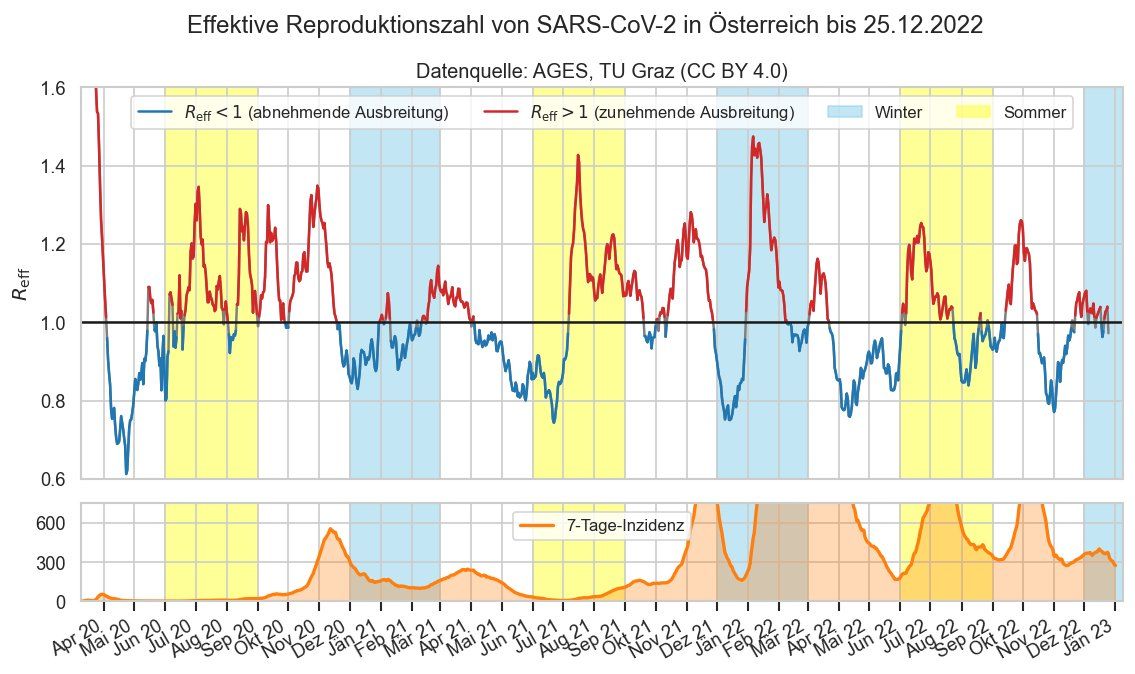 Effektive Reproduktionszahl von SARS-CoV-2 in Österreich bis 25.12.2022
Datenquelle: AGES, TU Graz (CC BY 4.0)
1.6
R_eff < 1 (abnehmende Ausbreitung) R_eff > 1 (zunehmende Ausbreitung) Winter Sommer
1.4
1.2
R_eff
1.0
0.8
0.6
600 7-Tage-Inzidenz
300
0
Apr 20 Mai 20 Jun 20 Jul 20 Aug 20 Sep 20 Okt 20 Nov 20 Dez 20 Jän 21 Feb 21 Mär 21 Apr 21 Mai 21 Jun 21 Jul 21 Aug 21 Sep 21 Okt 21 Nov 21 Dez 21 Jän 22 Feb 22 Mär 22 Apr 22 Mai 22 Jun 22 Jul 22 Aug 22 Sep 22 Okt 22 Nov 22 Dez 22 Jän 23